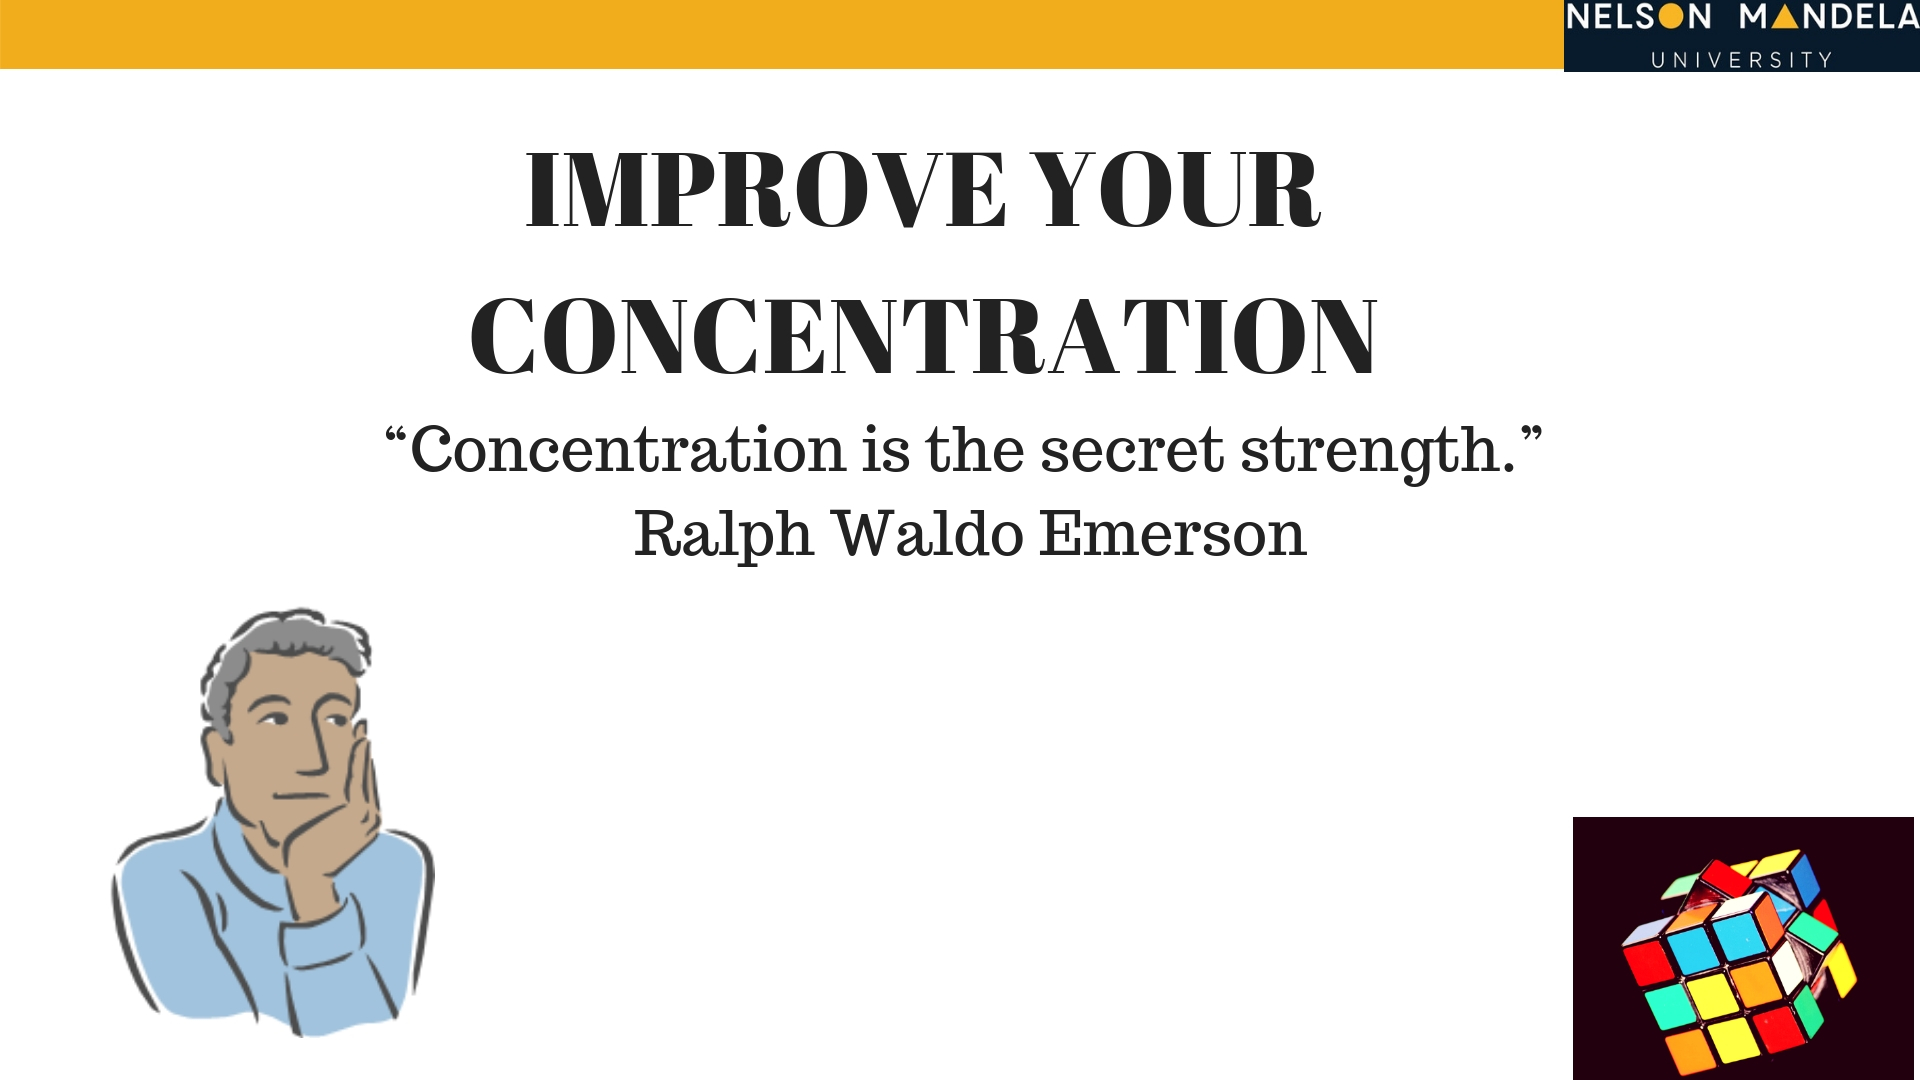 NELSON MANDELA
UNIVERSITY
IMPROVE YOUR
CONCENTRATION
“Concentration is the secret strength.”
Ralph Waldo Emerson